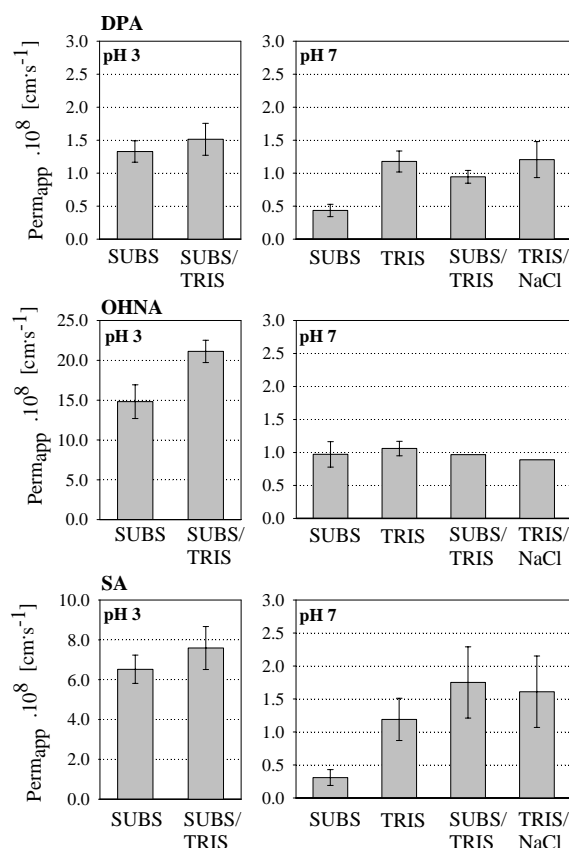 DPA
pH 3
pH 7
3.0
2.5
2.0
1.5
1.0
0.5
0.0
3.0
2.5
2.0
1.5
1.0
0.5
0.0
Permapp .10⁸ [cm·s⁻¹]
SUBS
SUBS/
TRIS
SUBS
TRIS
SUBS/
TRIS
TRIS/
NaCl
OHNA
pH 3
pH 7
25.0
20.0
15.0
10.0
5.0
0.0
3.0
2.5
2.0
1.5
1.0
0.5
0.0
Permapp .10⁸ [cm·s⁻¹]
SUBS
SUBS/
TRIS
SUBS
TRIS
SUBS/
TRIS
TRIS/
NaCl
SA
pH 3
pH 7
10.0
8.0
6.0
4.0
2.0
0.0
3.0
2.5
2.0
1.5
1.0
0.5
0.0
Permapp .10⁸ [cm·s⁻¹]
SUBS
SUBS/
TRIS
SUBS
TRIS
SUBS/
TRIS
TRIS/
NaCl